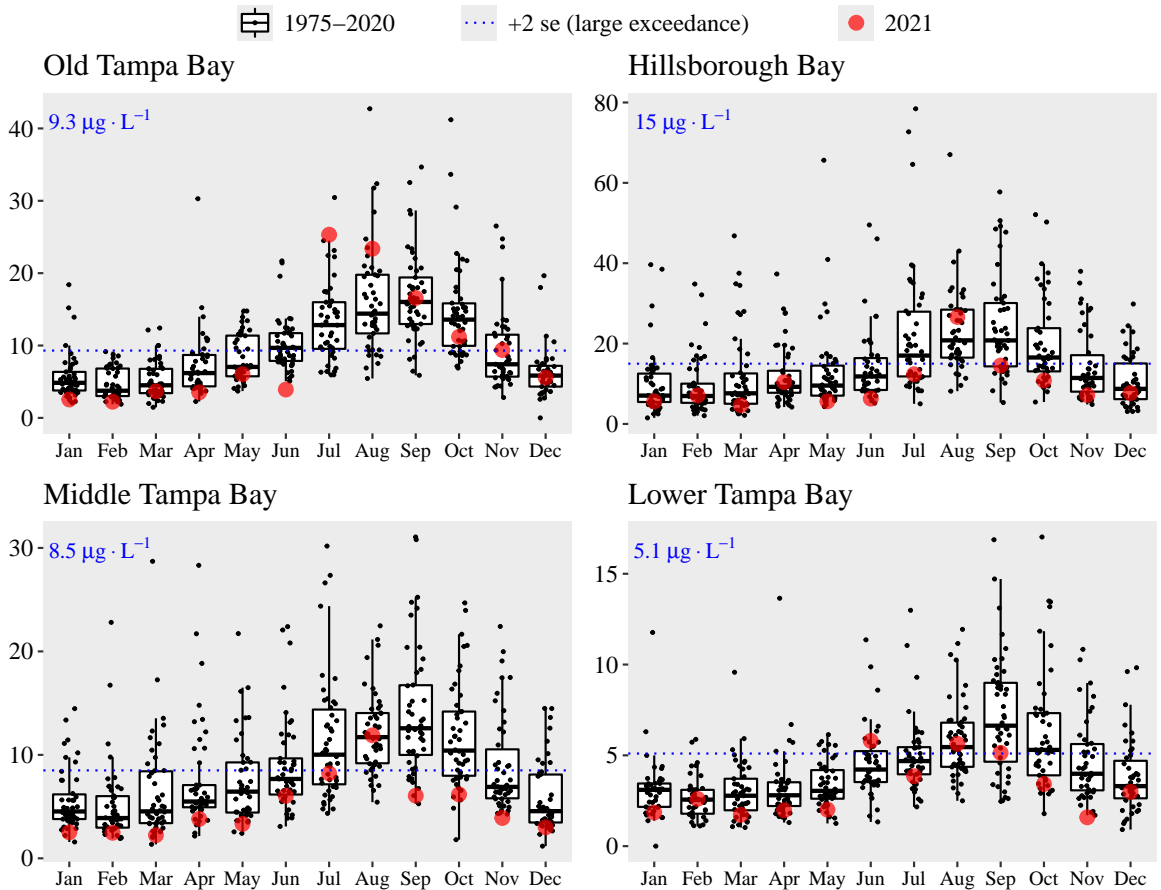 1975–2020 +2 se (large exceedance) 2021
Old Tampa Bay
9.3 μg · L⁻¹
40
30
20
10
0
Jan Feb Mar Apr May Jun Jul Aug Sep Oct Nov Dec
Hillsborough Bay
15 μg · L⁻¹
80
60
40
20
0
Jan Feb Mar Apr May Jun Jul Aug Sep Oct Nov Dec
Middle Tampa Bay
8.5 μg · L⁻¹
30
20
10
0
Jan Feb Mar Apr May Jun Jul Aug Sep Oct Nov Dec
Lower Tampa Bay
5.1 μg · L⁻¹
15
10
5
0
Jan Feb Mar Apr May Jun Jul Aug Sep Oct Nov Dec